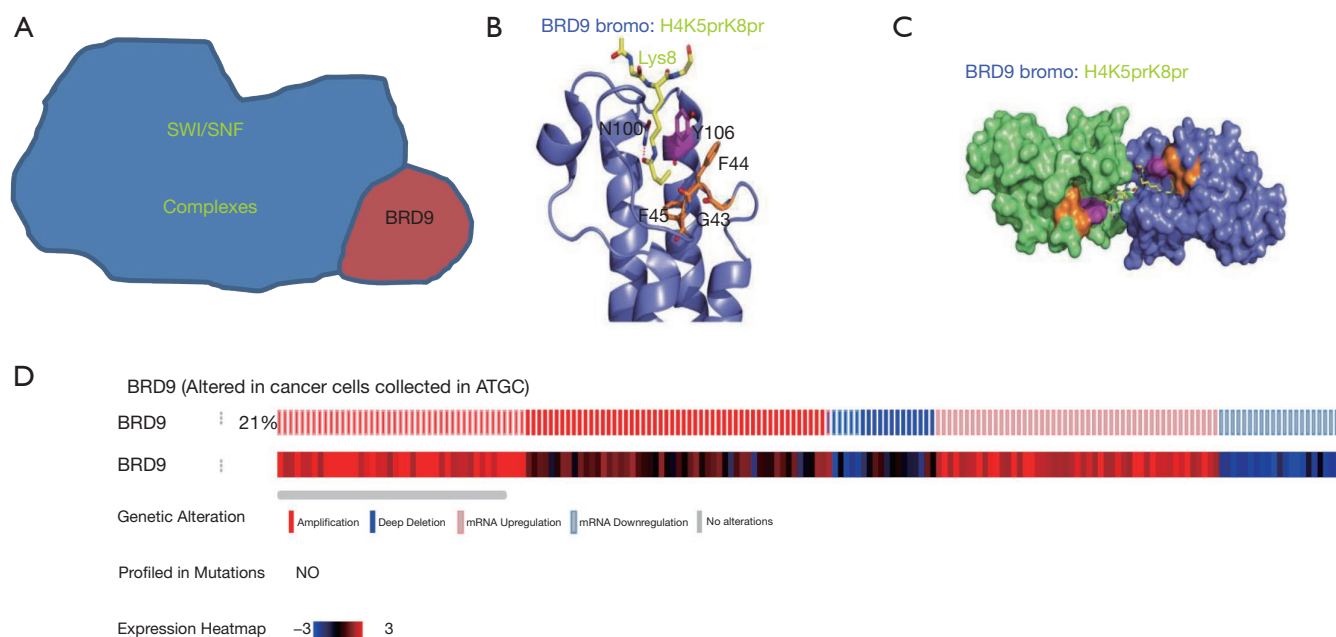 A
SWI/SNF
Complexes
BRD9
B
BRD9 bromo: H4K5prK8pr
Lys8
N100
Y106
F44
F45
G43
C
BRD9 bromo: H4K5prK8pr
D
BRD9 (Altered in cancer cells collected in ATGC)
BRD9 21%
BRD9
Genetic Alteration Amplification Deep Deletion mRNA Upregulation mRNA Downregulation No alterations
Profiled in Mutations NO
Expression Heatmap −3 3